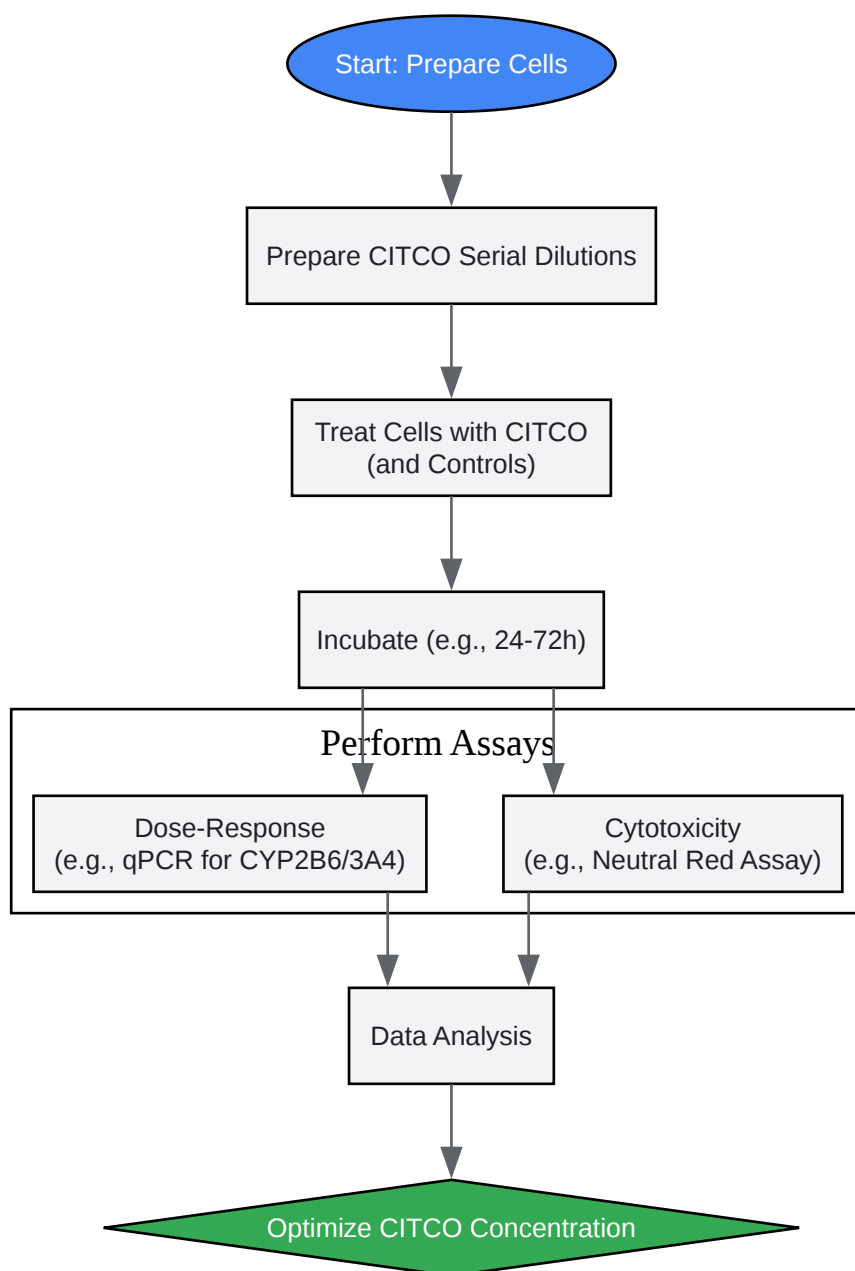 Start: Prepare Cells
Prepare CITCO Serial Dilutions
Treat Cells with CITCO
(and Controls)
Incubate (e.g., 24-72h)
Perform Assays
Dose-Response
(e.g., qPCR for CYP2B6/3A4)
Cytotoxicity
(e.g., Neutral Red Assay)
Data Analysis
Optimize CITCO Concentration